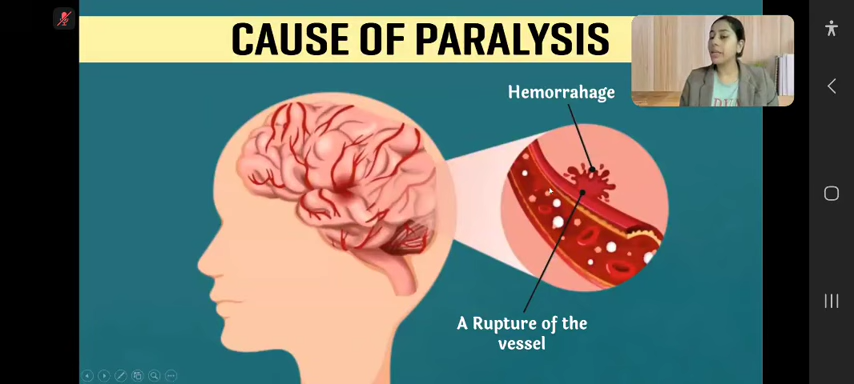 CAUSE OF PARALYSIS
Hemorrahage
A Rupture of the
vessel